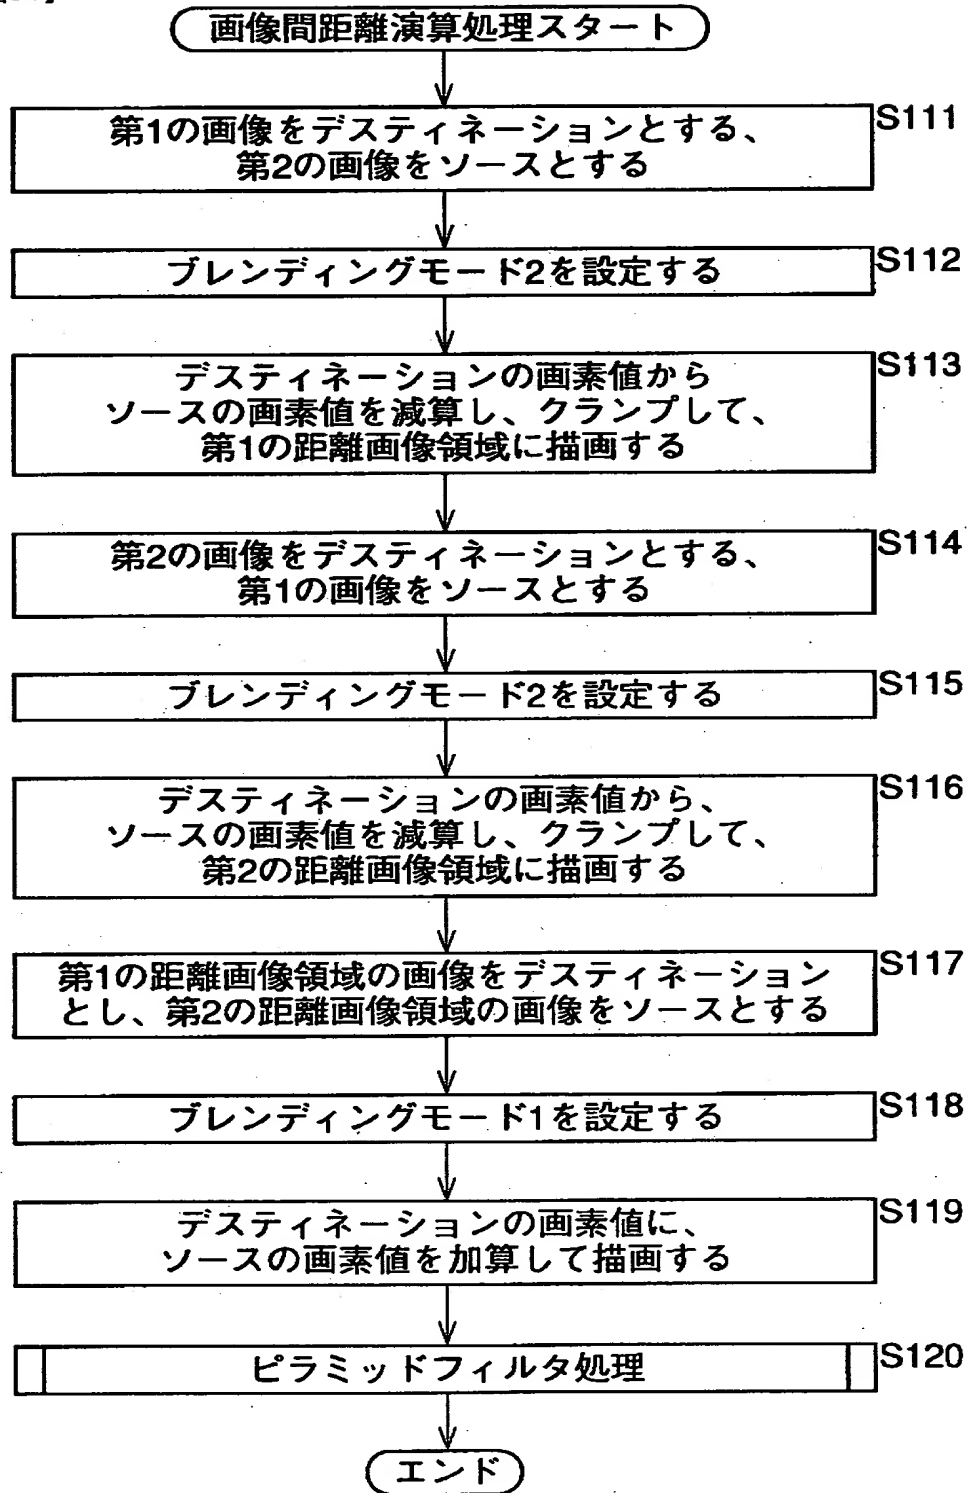 画像間距離演算処理スタート
S111
第1の画像をデスティネーションとする、
第2の画像をソースとする
S112
ブレンディングモード2を設定する
S113
デスティネーションの画素値から
ソースの画素値を減算し、クランプして、
第1の距離画像領域に描画する
S114
第2の画像をデスティネーションとする、
第1の画像をソースとする
S115
ブレンディングモード2を設定する
S116
デスティネーションの画素値から、
ソースの画素値を減算し、クランプして、
第2の距離画像領域に描画する
S117
第1の距離画像領域の画像をデスティネーション
とし、第2の距離画像領域の画像をソースとする
S118
ブレンディングモード1を設定する
S119
デスティネーションの画素値に、
ソースの画素値を加算して描画する
S120
ピラミッドフィルタ処理
エンド